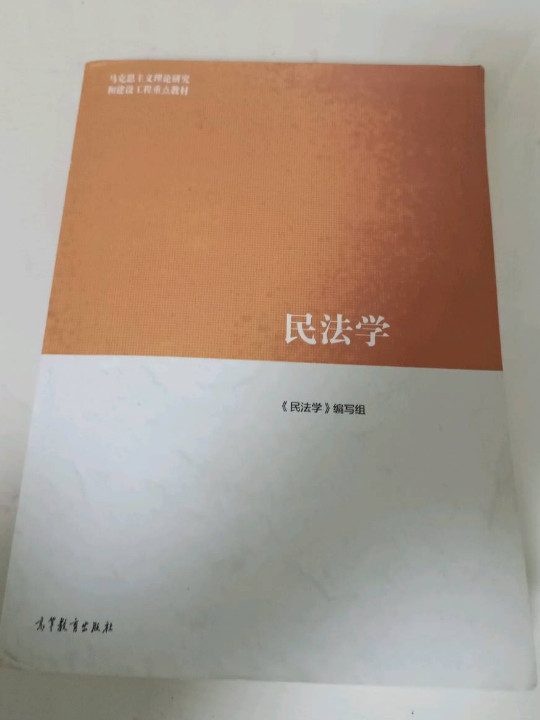 马克思主义理论研究
和建设工程重点教材
民法学
《民法学》编写组
高等教育出版社